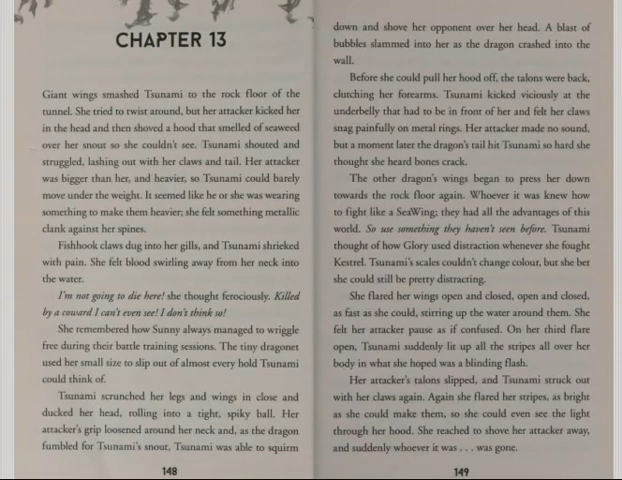 CHAPTER 13
Giant wings smashed Tsunami to the rock floor of the
tunnel. She tried to twist around, but her attacker kicked her
in the head and then shoved a hood that smelled of seaweed
over her snout so she couldn't see. Tsunami shouted and
struggled, lashing out with her claws and tail. Her attacker
was bigger than her, and heavier, so Tsunami could barely
move under the weight. It seemed like he or she was wearing
something to make them heavier; she felt something metallic
clank against her spines.
Fishhook claws dug into her gills, and Tsunami shrieked
with pain. She felt blood swirling away from her neck into
the water.
I'm not going to die here! she thought ferociously. Killed
by a coward I can't even see! I don't think so!
She remembered how Sunny always managed to wriggle
free during their battle training sessions. The tiny dragonet
used her small size to slip out of almost every hold Tsunami
could think of.
Tsunami scrunched her legs and wings in close and
ducked her head, rolling into a tight, spiky ball. Her
attacker's grip loosened around her neck and, as the dragon
fumbled for Tsunami's snout, Tsunami was able to squirm
148
down and shove her opponent over her head. A blast of
bubbles slammed into her as the dragon crashed into the
wall.
Before she could pull her hood off, the talons were back,
clutching her forearms. Tsunami kicked viciously at the
underbelly that had to be in front of her and felt her claws
snag painfully on metal rings. Her attacker made no sound,
but a moment later the dragon's tail hit Tsunami so hard she
thought she heard bones crack.
The other dragon's wings began to press her down
towards the rock floor again. Whoever it was knew how
to fight like a SeaWing; they had all the advantages of this
world. So use something they haven't seen before. Tsunami
thought of how Glory used distraction whenever she fought
Kestrel. Tsunami's scales couldn't change colour, but she bet
she could still be pretty distracting.
She flared her wings open and closed, open and closed,
as fast as she could, stirring up the water around them. She
felt her attacker pause as if confused. On her third flare
open, Tsunami suddenly lit up all the stripes all over her
body in what she hoped was a blinding flash.
Her attacker's talons slipped, and Tsunami struck out
with her claws again. Again she flared her stripes, as bright
as she could make them, so she could even see the light
through her hood. She reached to shove her attacker away,
and suddenly whoever it was . . . was gone.
149